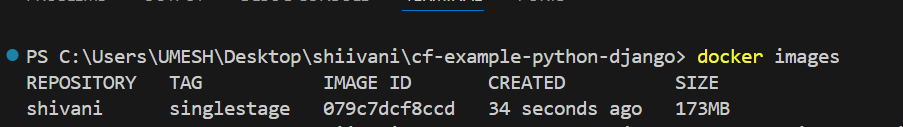 TERMINAL
PS C:\Users\UMESH\Desktop\shiivani\cf-example-python-django> docker images
REPOSITORY TAG IMAGE ID CREATED SIZE
shivani singlestage 079c7dcf8ccd 34 seconds ago 173MB